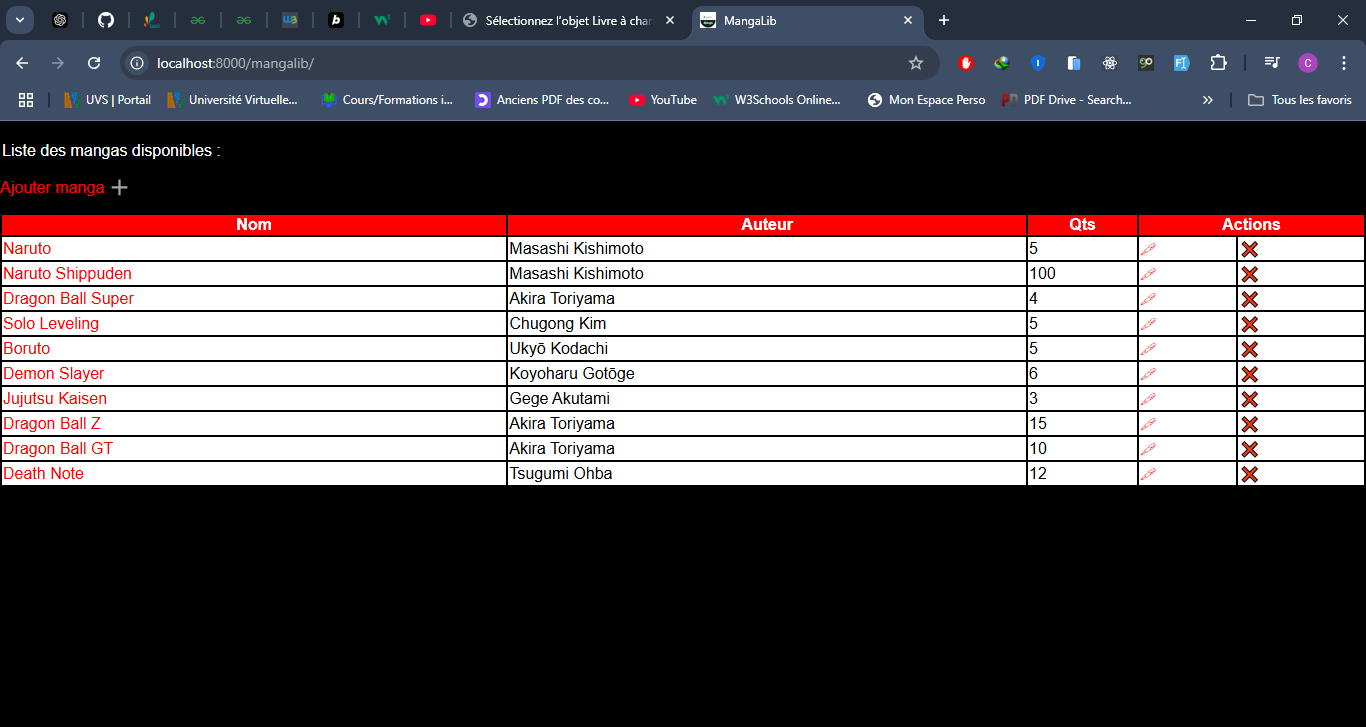 Sélectionnez l'objet Livre à chan
MangaLib
localhost:8000/mangalib/
UVS | Portail
Université Virtuelle...
Cours/Formations i...
Anciens PDF des co...
YouTube
W3Schools Online...
Mon Espace Perso
PDF Drive - Search...
»
Tous les favoris
Liste des mangas disponibles :
Ajouter manga
Nom Auteur Qts Actions
Naruto Masashi Kishimoto 5
Naruto Shippuden Masashi Kishimoto 100
Dragon Ball Super Akira Toriyama 4
Solo Leveling Chugong Kim 5
Boruto Ukyō Kodachi 5
Demon Slayer Koyoharu Gotōge 6
Jujutsu Kaisen Gege Akutami 3
Dragon Ball Z Akira Toriyama 15
Dragon Ball GT Akira Toriyama 10
Death Note Tsugumi Ohba 12